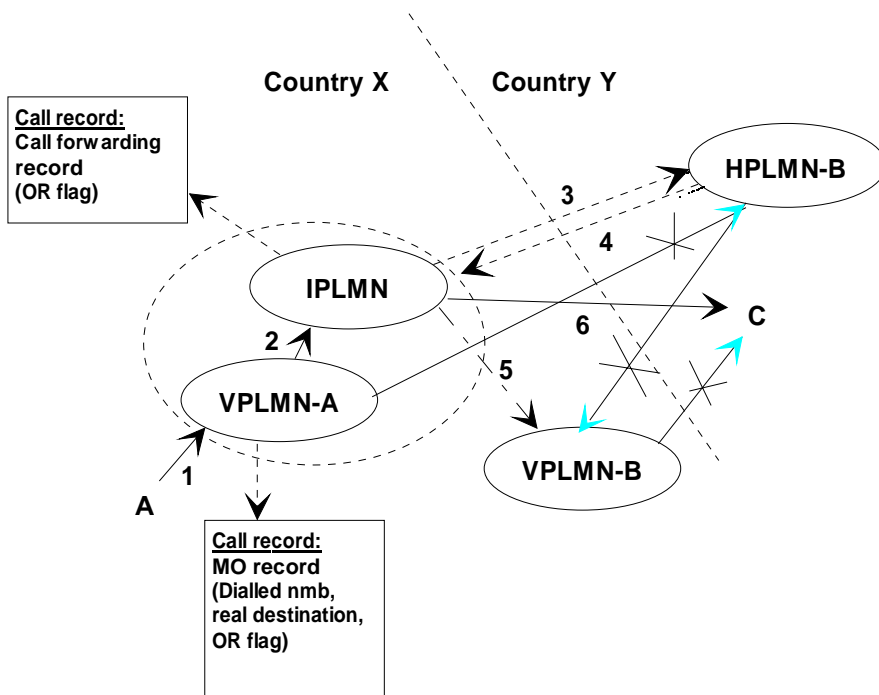 Country X
Country Y
Call record:
Call forwarding
record
(OR flag)
HPLMN-B
3
4
IPLMN
C
2
6
5
VPLMN-A
VPLMN-B
1
A
Call record:
MO record
(Dialled nmb,
real destination,
OR flag)